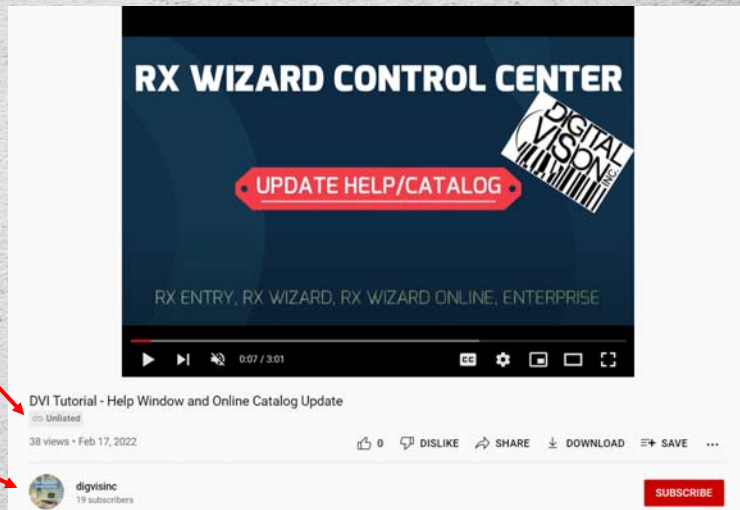 RX WIZARD CONTROL CENTER
DIGITAL
VISION
INC.
UPDATE HELP/CATALOG
RX ENTRY, RX WIZARD, RX WIZARD ONLINE, ENTERPRISE
0:07 / 3:01
CC
DVI Tutorial - Help Window and Online Catalog Update
Unlisted
38 views • Feb 17, 2022
0 DISLIKE SHARE DOWNLOAD SAVE ...
digvisinc
19 subscribers
SUBSCRIBE